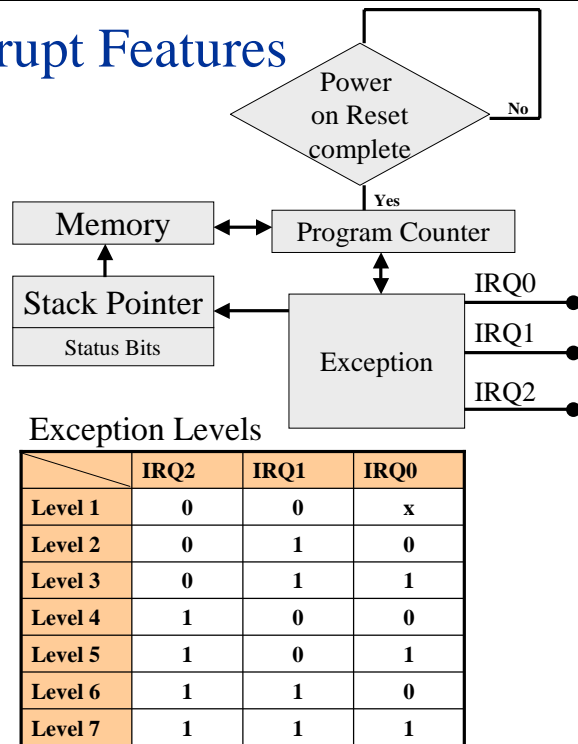 rupt Features
Power
on Reset
complete
No
Yes
Memory
Program Counter
Stack Pointer
Status Bits
Exception
IRQ0
IRQ1
IRQ2
Exception Levels
IRQ2 IRQ1 IRQ0
Level 1 0 0 x
Level 2 0 1 0
Level 3 0 1 1
Level 4 1 0 0
Level 5 1 0 1
Level 6 1 1 0
Level 7 1 1 1